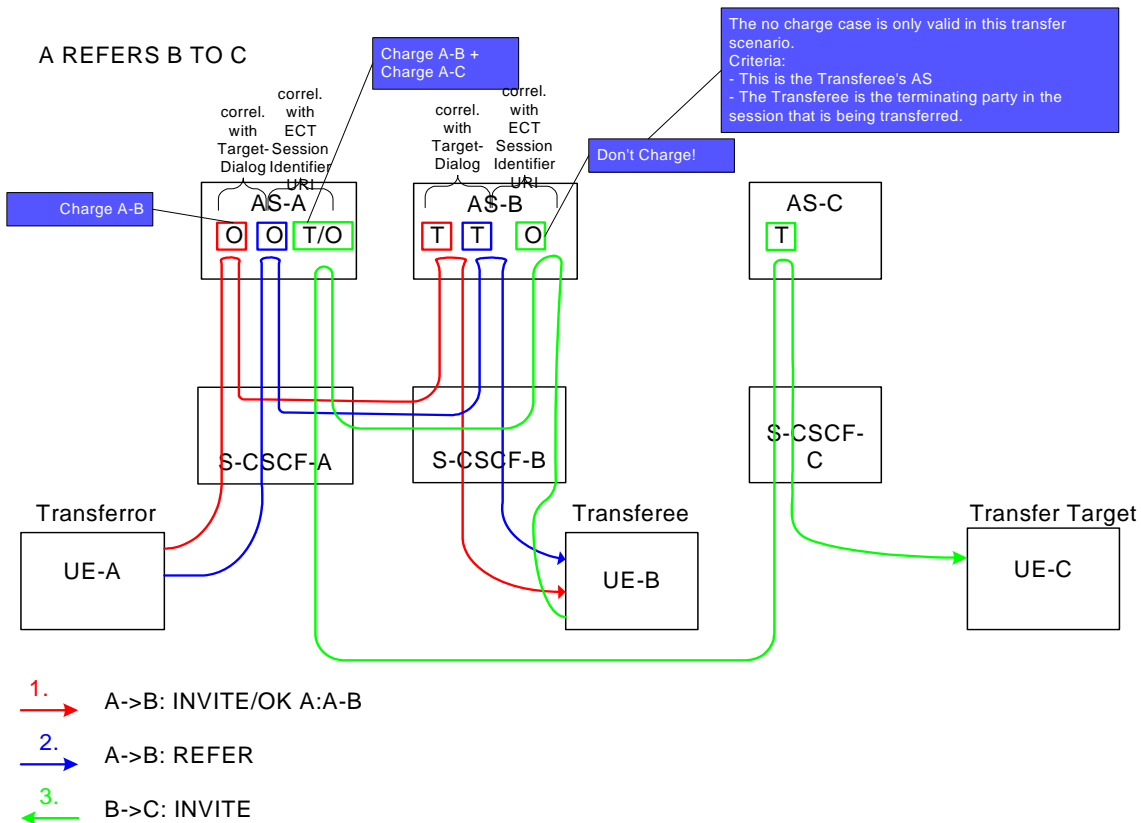 A REFERS B TO C
Charge A-B +
Charge A-C
The no charge case is only valid in this transfer
scenario.
Criteria:
- This is the Transferee's AS
- The Transferee is the terminating party in the
session that is being transferred.
correl.
with
Target-
Dialog
correl.
with
ECT
Session
Identifier
URI
correl.
with
Target-
Dialog
correl.
with
ECT
Session
Identifier
URI
Don't Charge!
Charge A-B
AS-A
O
O
T/O
AS-B
T
T
O
AS-C
T
S-CSCF-A
S-CSCF-B
S-CSCF-
C
Transferror
UE-A
Transferee
UE-B
Transfer Target
UE-C
1.
A->B: INVITE/OK A:A-B
2.
A->B: REFER
3.
B->C: INVITE